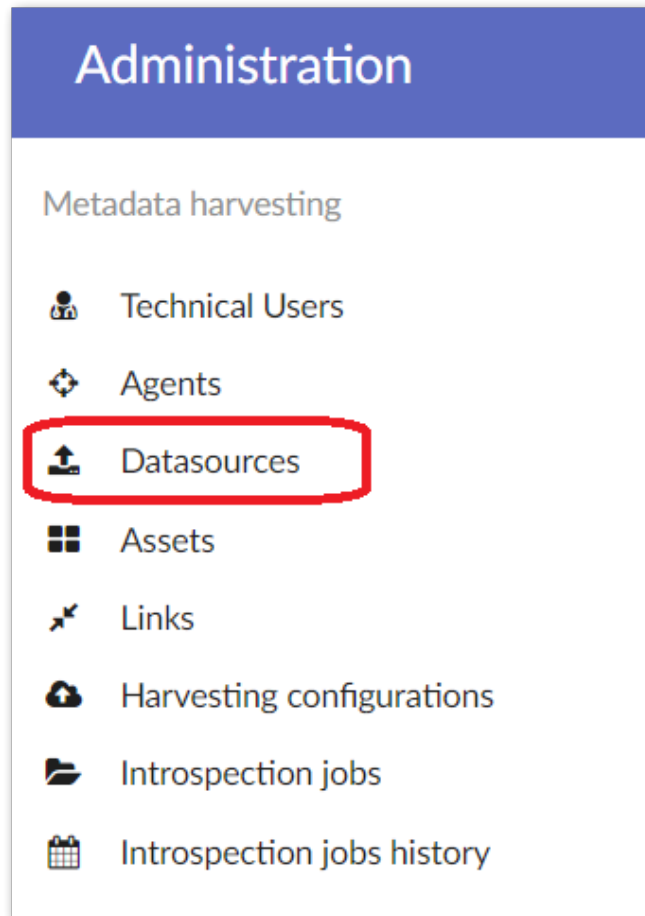 Administration
Metadata harvesting
Technical Users
Agents
Datasources
Assets
Links
Harvesting configurations
Introspection jobs
Introspection jobs history